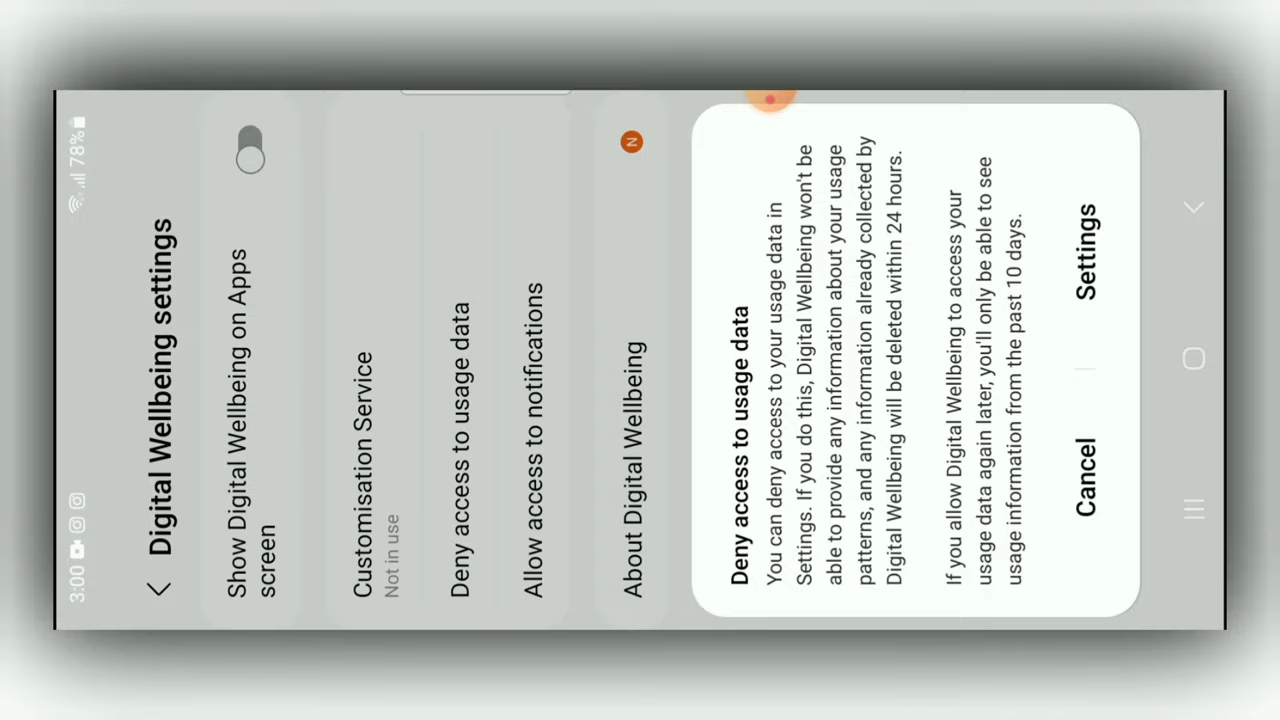 3:00
78%
Digital Wellbeing settings
Show Digital Wellbeing on Apps
screen
Customisation Service
Not in use
Deny access to usage data
Allow access to notifications
About Digital Wellbeing
N
Deny access to usage data
You can deny access to your usage data in
Settings. If you do this, Digital Wellbeing won't be
able to provide any information about your usage
patterns, and any information already collected by
Digital Wellbeing will be deleted within 24 hours.
If you allow Digital Wellbeing to access your
usage data again later, you'll only be able to see
usage information from the past 10 days.
Cancel
Settings